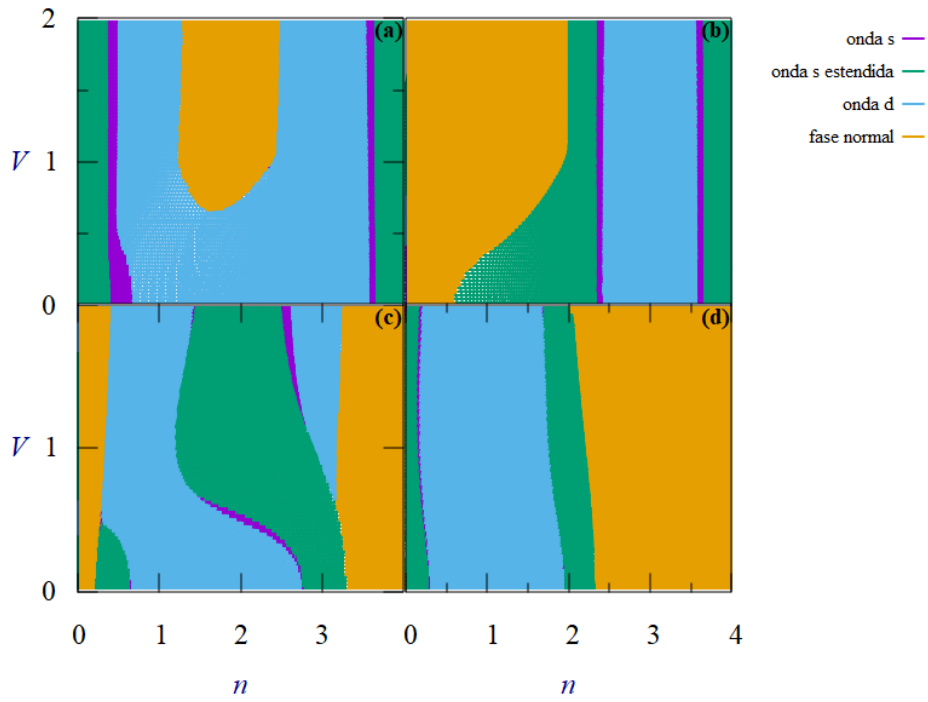 2
(a)
(b)
onda s
onda s estendida
onda d
fase normal
V 1
0
(c)
(d)
V 1
0
0 1 2 3 0 1 2 3 4
n n